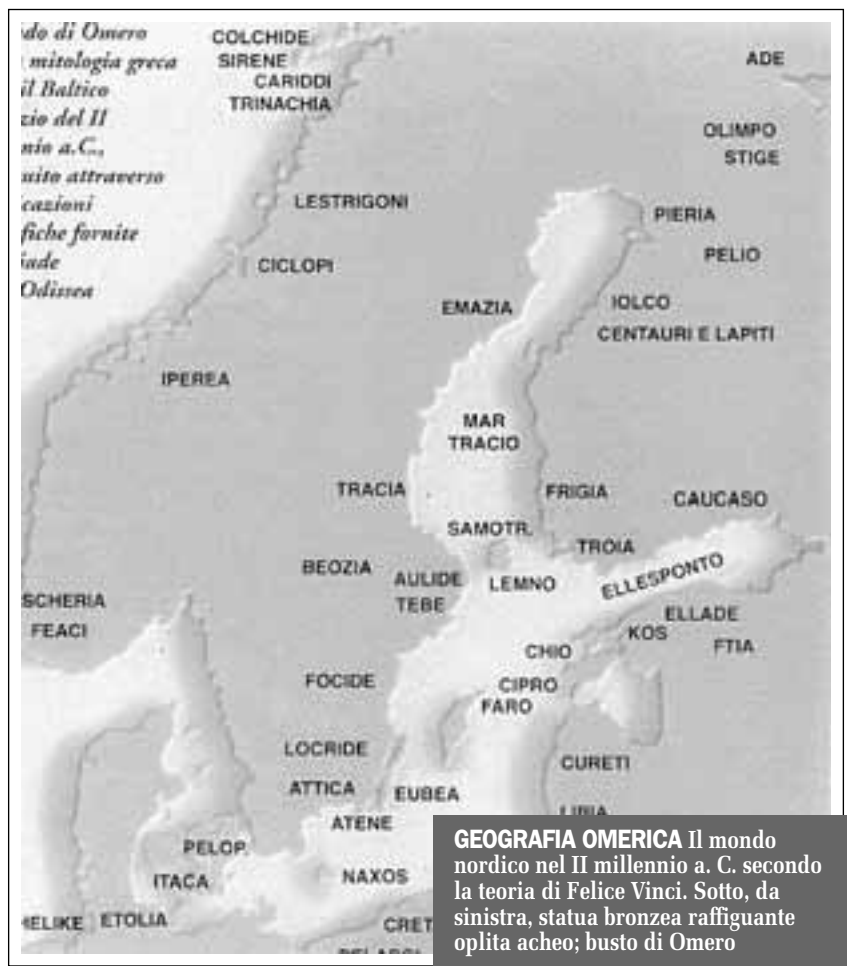 do di Omero
mitologia greca
il Baltico
zio del II
nio a.C.,
uito attraverso
cazioni
fiche fornite
iade
Odissea
COLCHIDE
SIRENE
CARIDDI
TRINACHIA
ADE
OLIMPO
STIGE
LESTRIGONI
PIERIA
CICLOPI
PELIO
EMAZIA
IOLCO
CENTAURI E LAPITI
IPEREA
MAR
TRACIO
TRACIA
FRIGIA
CAUCASO
SAMOTR.
TROIA
BEOZIA
AULIDE
TEBE
LEMNO
ELLESPONTO
SCHERIA
FEACI
ELLADE
KOS
FTIA
CHIO
FOCIDE
CIPRO
FARO
LOCRIDE
CURETI
ATTICA
EUBEA
LIBIA
ATENE
PELOP.
ITACA
NAXOS
HELIKE
ETOLIA
CRET
GEOGRAFIA OMERICA Il mondo
nordico nel II millennio a. C. secondo
la teoria di Felice Vinci. Sotto, da
sinistra, statua bronzea raffiguante
oplita acheo; busto di Omero